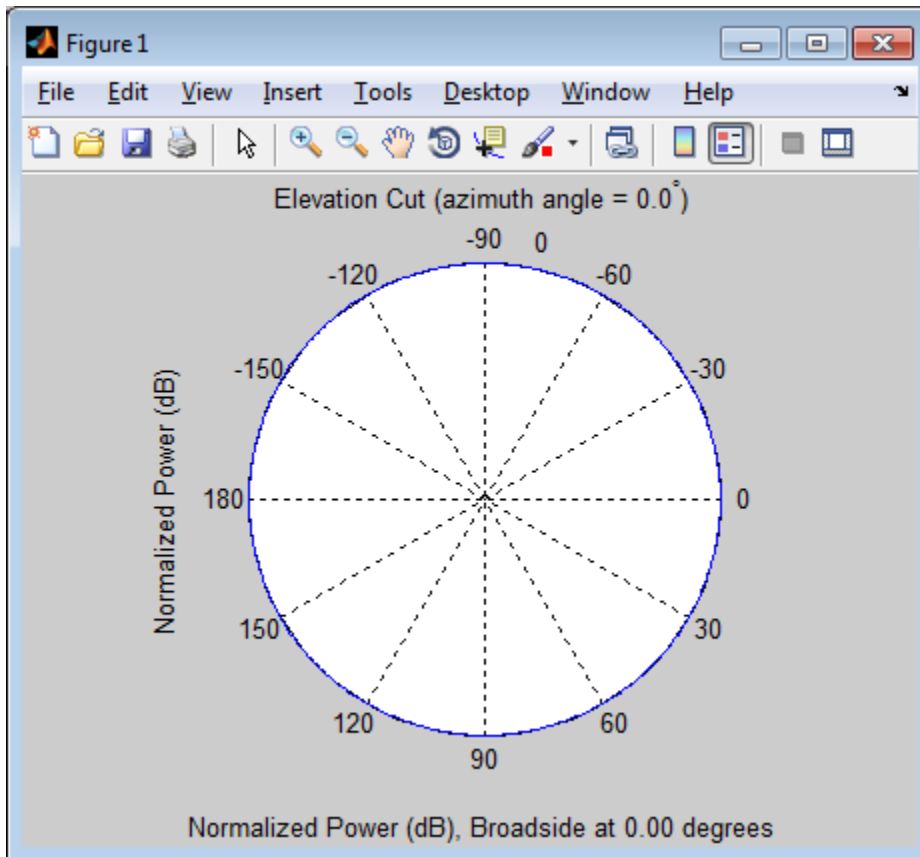 Figure 1
File Edit View Insert Tools Desktop Window Help
Elevation Cut (azimuth angle = 0.0°)
-90 0
-120 -60
-150 -30
Normalized Power (dB)
180 0
150 30
120 60
90
Normalized Power (dB), Broadside at 0.00 degrees